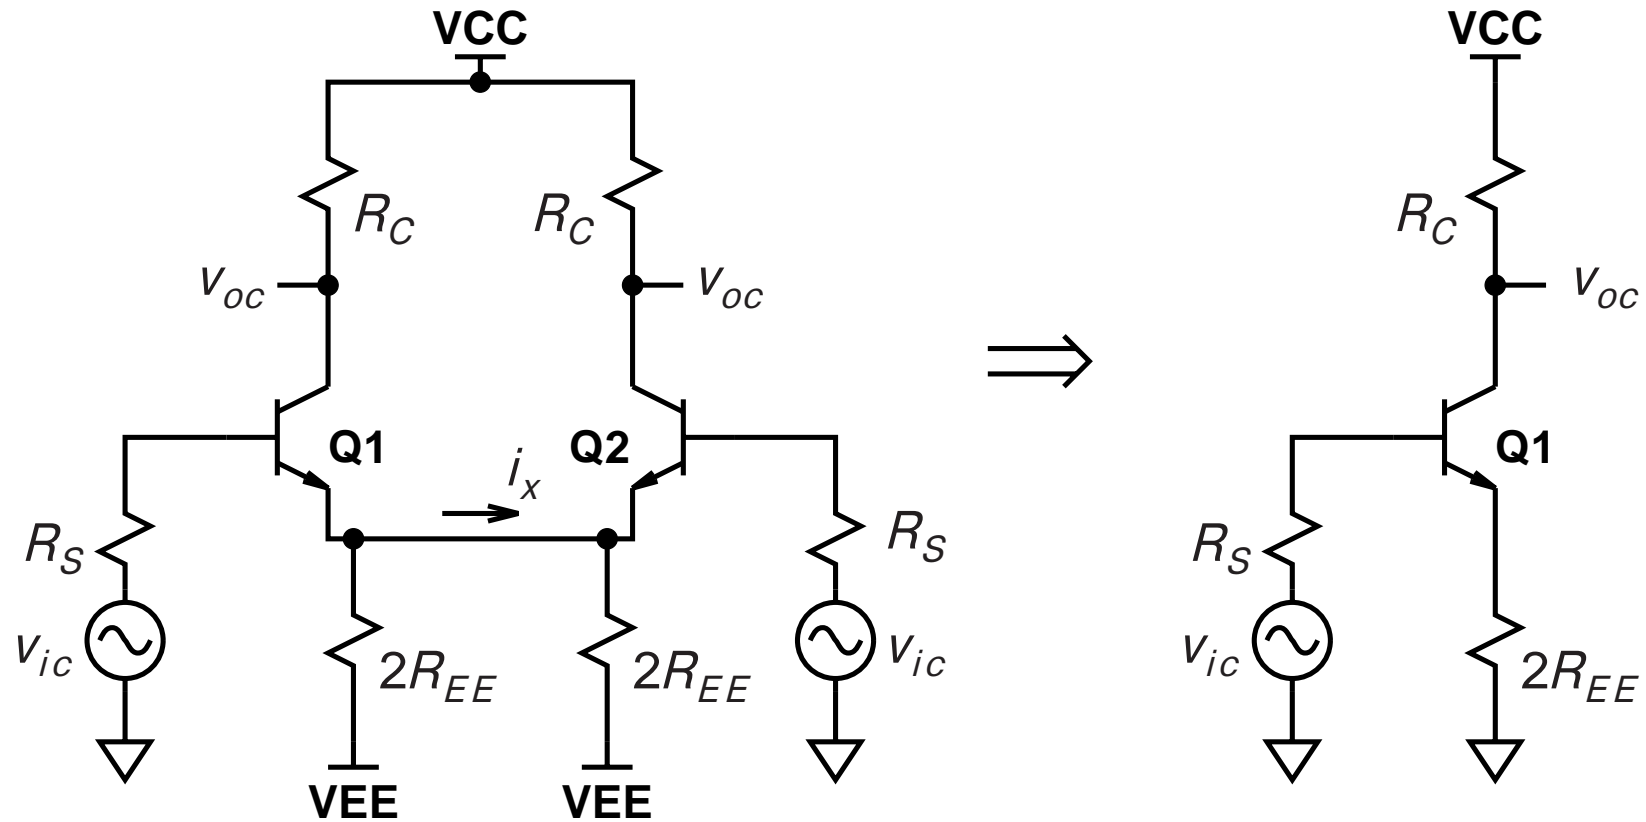 VCC
VCC
R_C
R_C
R_C
v_oc
v_oc
v_oc
Q1
Q2
Q1
i_x
R_S
R_S
R_S
v_ic
v_ic
v_ic
2R_EE
2R_EE
2R_EE
VEE
VEE